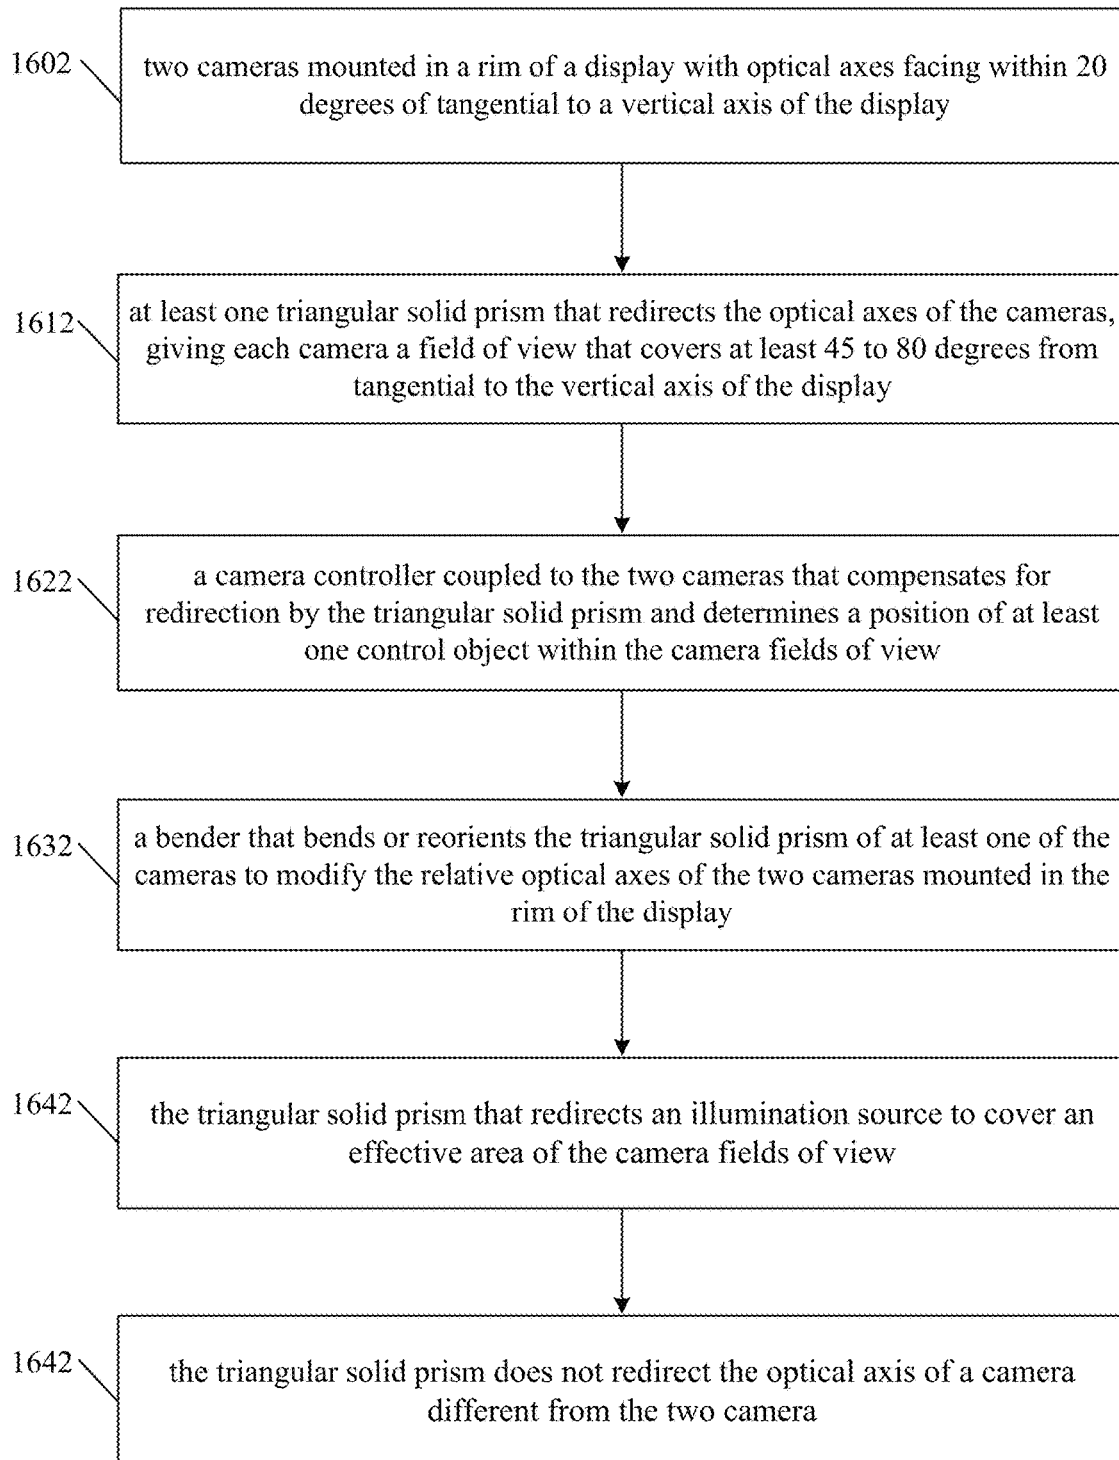 1602
two cameras mounted in a rim of a display with optical axes facing within 20
degrees of tangential to a vertical axis of the display
1612
at least one triangular solid prism that redirects the optical axes of the cameras,
giving each camera a field of view that covers at least 45 to 80 degrees from
tangential to the vertical axis of the display
1622
a camera controller coupled to the two cameras that compensates for
redirection by the triangular solid prism and determines a position of at least
one control object within the camera fields of view
1632
a bender that bends or reorients the triangular solid prism of at least one of the
cameras to modify the relative optical axes of the two cameras mounted in the
rim of the display
1642
the triangular solid prism that redirects an illumination source to cover an
effective area of the camera fields of view
1642
the triangular solid prism does not redirect the optical axis of a camera
different from the two camera